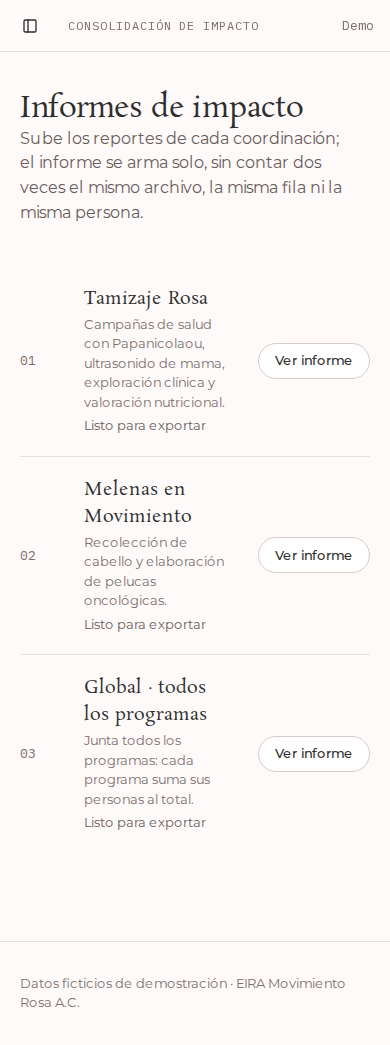 CONSOLIDACIÓN DE IMPACTO
Demo
Informes de impacto
Sube los reportes de cada coordinación;
el informe se arma solo, sin contar dos
veces el mismo archivo, la misma fila ni la
misma persona.
01
Tamizaje Rosa
Campañas de salud
con Papanicolaou,
ultrasonido de mama,
exploración clínica y
valoración nutricional.
Listo para exportar
Ver informe
02
Melenas en
Movimiento
Recolección de
cabello y elaboración
de pelucas
oncológicas.
Listo para exportar
Ver informe
03
Global · todos
los programas
Junta todos los
programas: cada
programa suma sus
personas al total.
Listo para exportar
Ver informe
Datos ficticios de demostración · EIRA Movimiento
Rosa A.C.